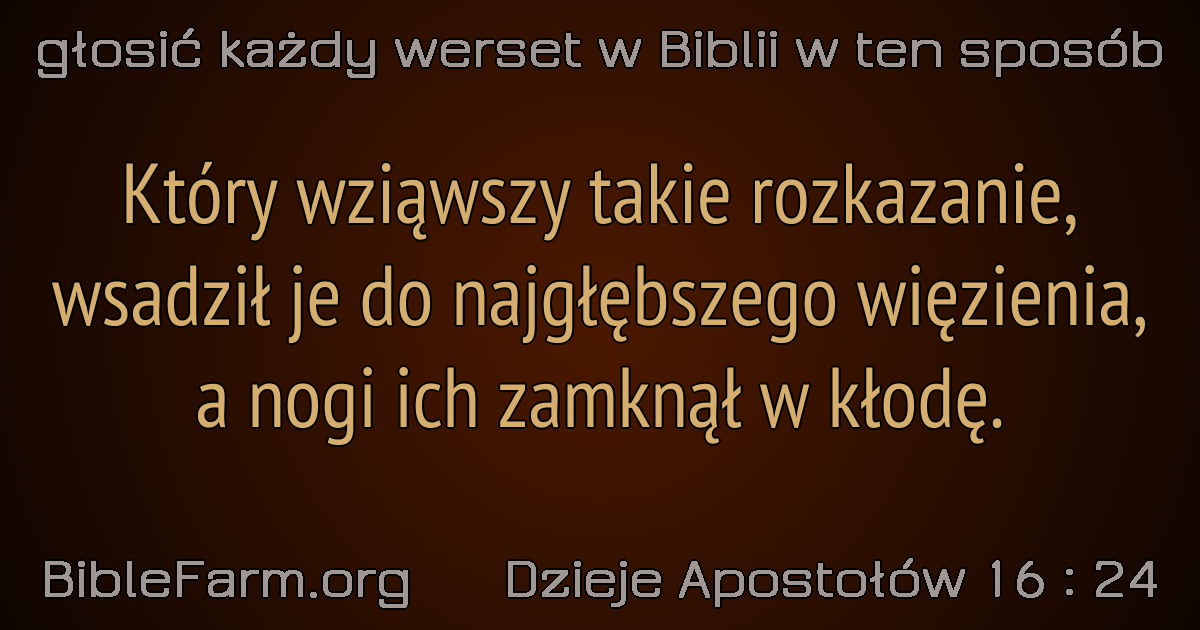 głosić każdy werset w Biblii w ten sposób
Który wziąwszy takie rozkazanie,
wsadził je do najgłębszego więzienia,
a nogi ich zamknął w kłodę.
BibleFarm.org
Dzieje Apostołów 16 : 24